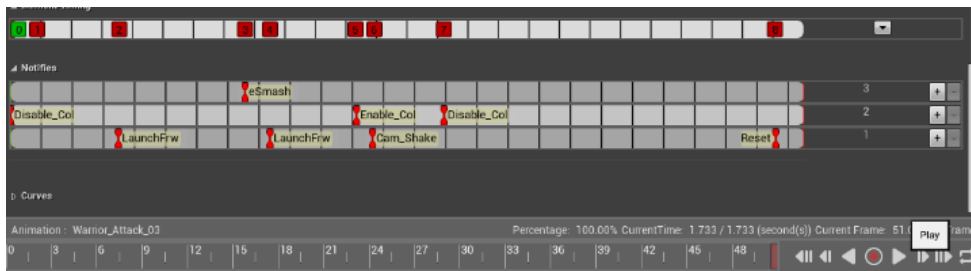 0 1 2 3 4 5 6 7 8
Notifies
eSmash 3
Disable_Col Enable_Col Disable_Col 2
LaunchFrw LaunchFrw Cam_Shake Reset 1
Curves
Animation : Warrior_Attack_03 Percentage: 100.00% CurrentTime: 1.733 / 1.733 (second(s)) Current Frame: 51.
Play
0 3 6 9 12 15 18 21 24 27 30 33 36 39 42 45 48